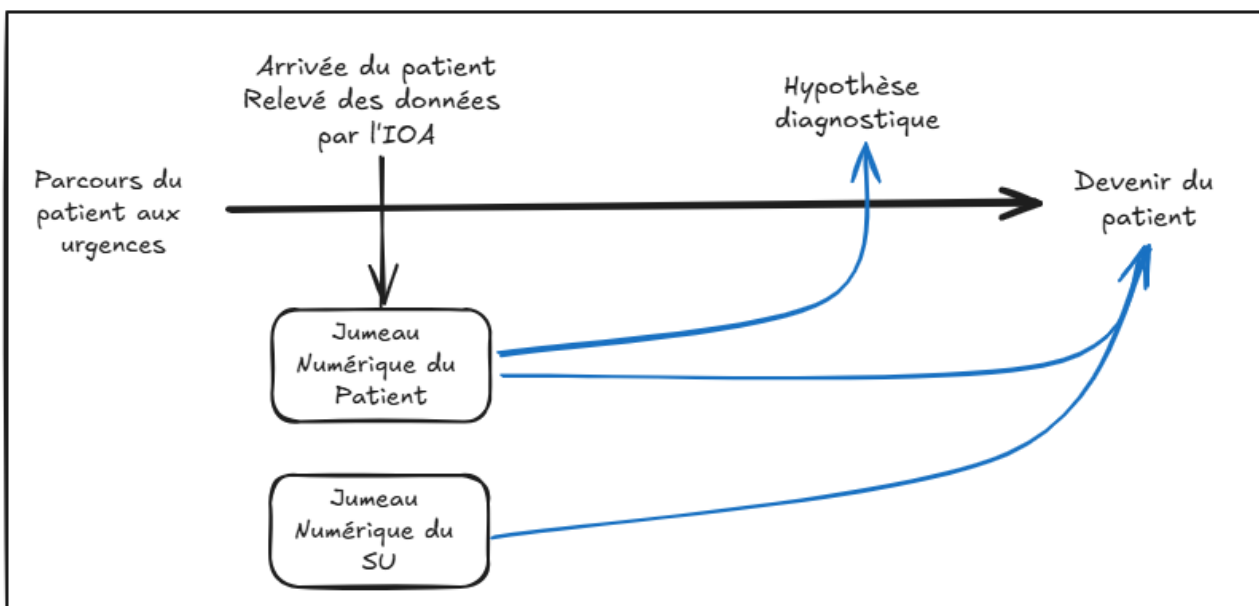 Arrivée du patient
Relevé des données
par l'IOA
Hypothèse
diagnostique
Parcours du
patient aux
urgences
Devenir du
patient
Jumeau
Numérique du
Patient
Jumeau
Numérique du
SU